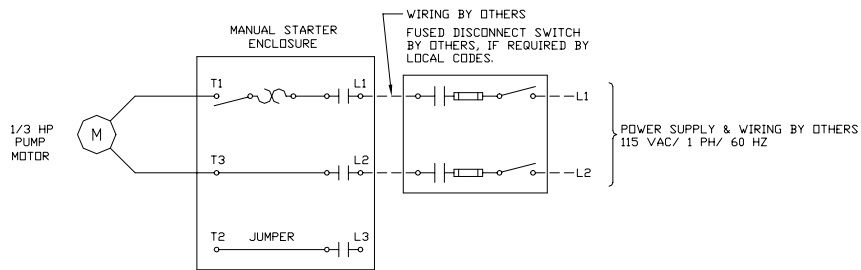 WIRING BY OTHERS
FUSED DISCONNECT SWITCH
BY OTHERS, IF REQUIRED BY
LOCAL CODES.
MANUAL STARTER
ENCLOSURE
T1
L1
L1
1/3 HP
PUMP
MOTOR
M
POWER SUPPLY & WIRING BY OTHERS
115 VAC/ 1 PH/ 60 HZ
T3
L2
L2
T2
JUMPER
L3